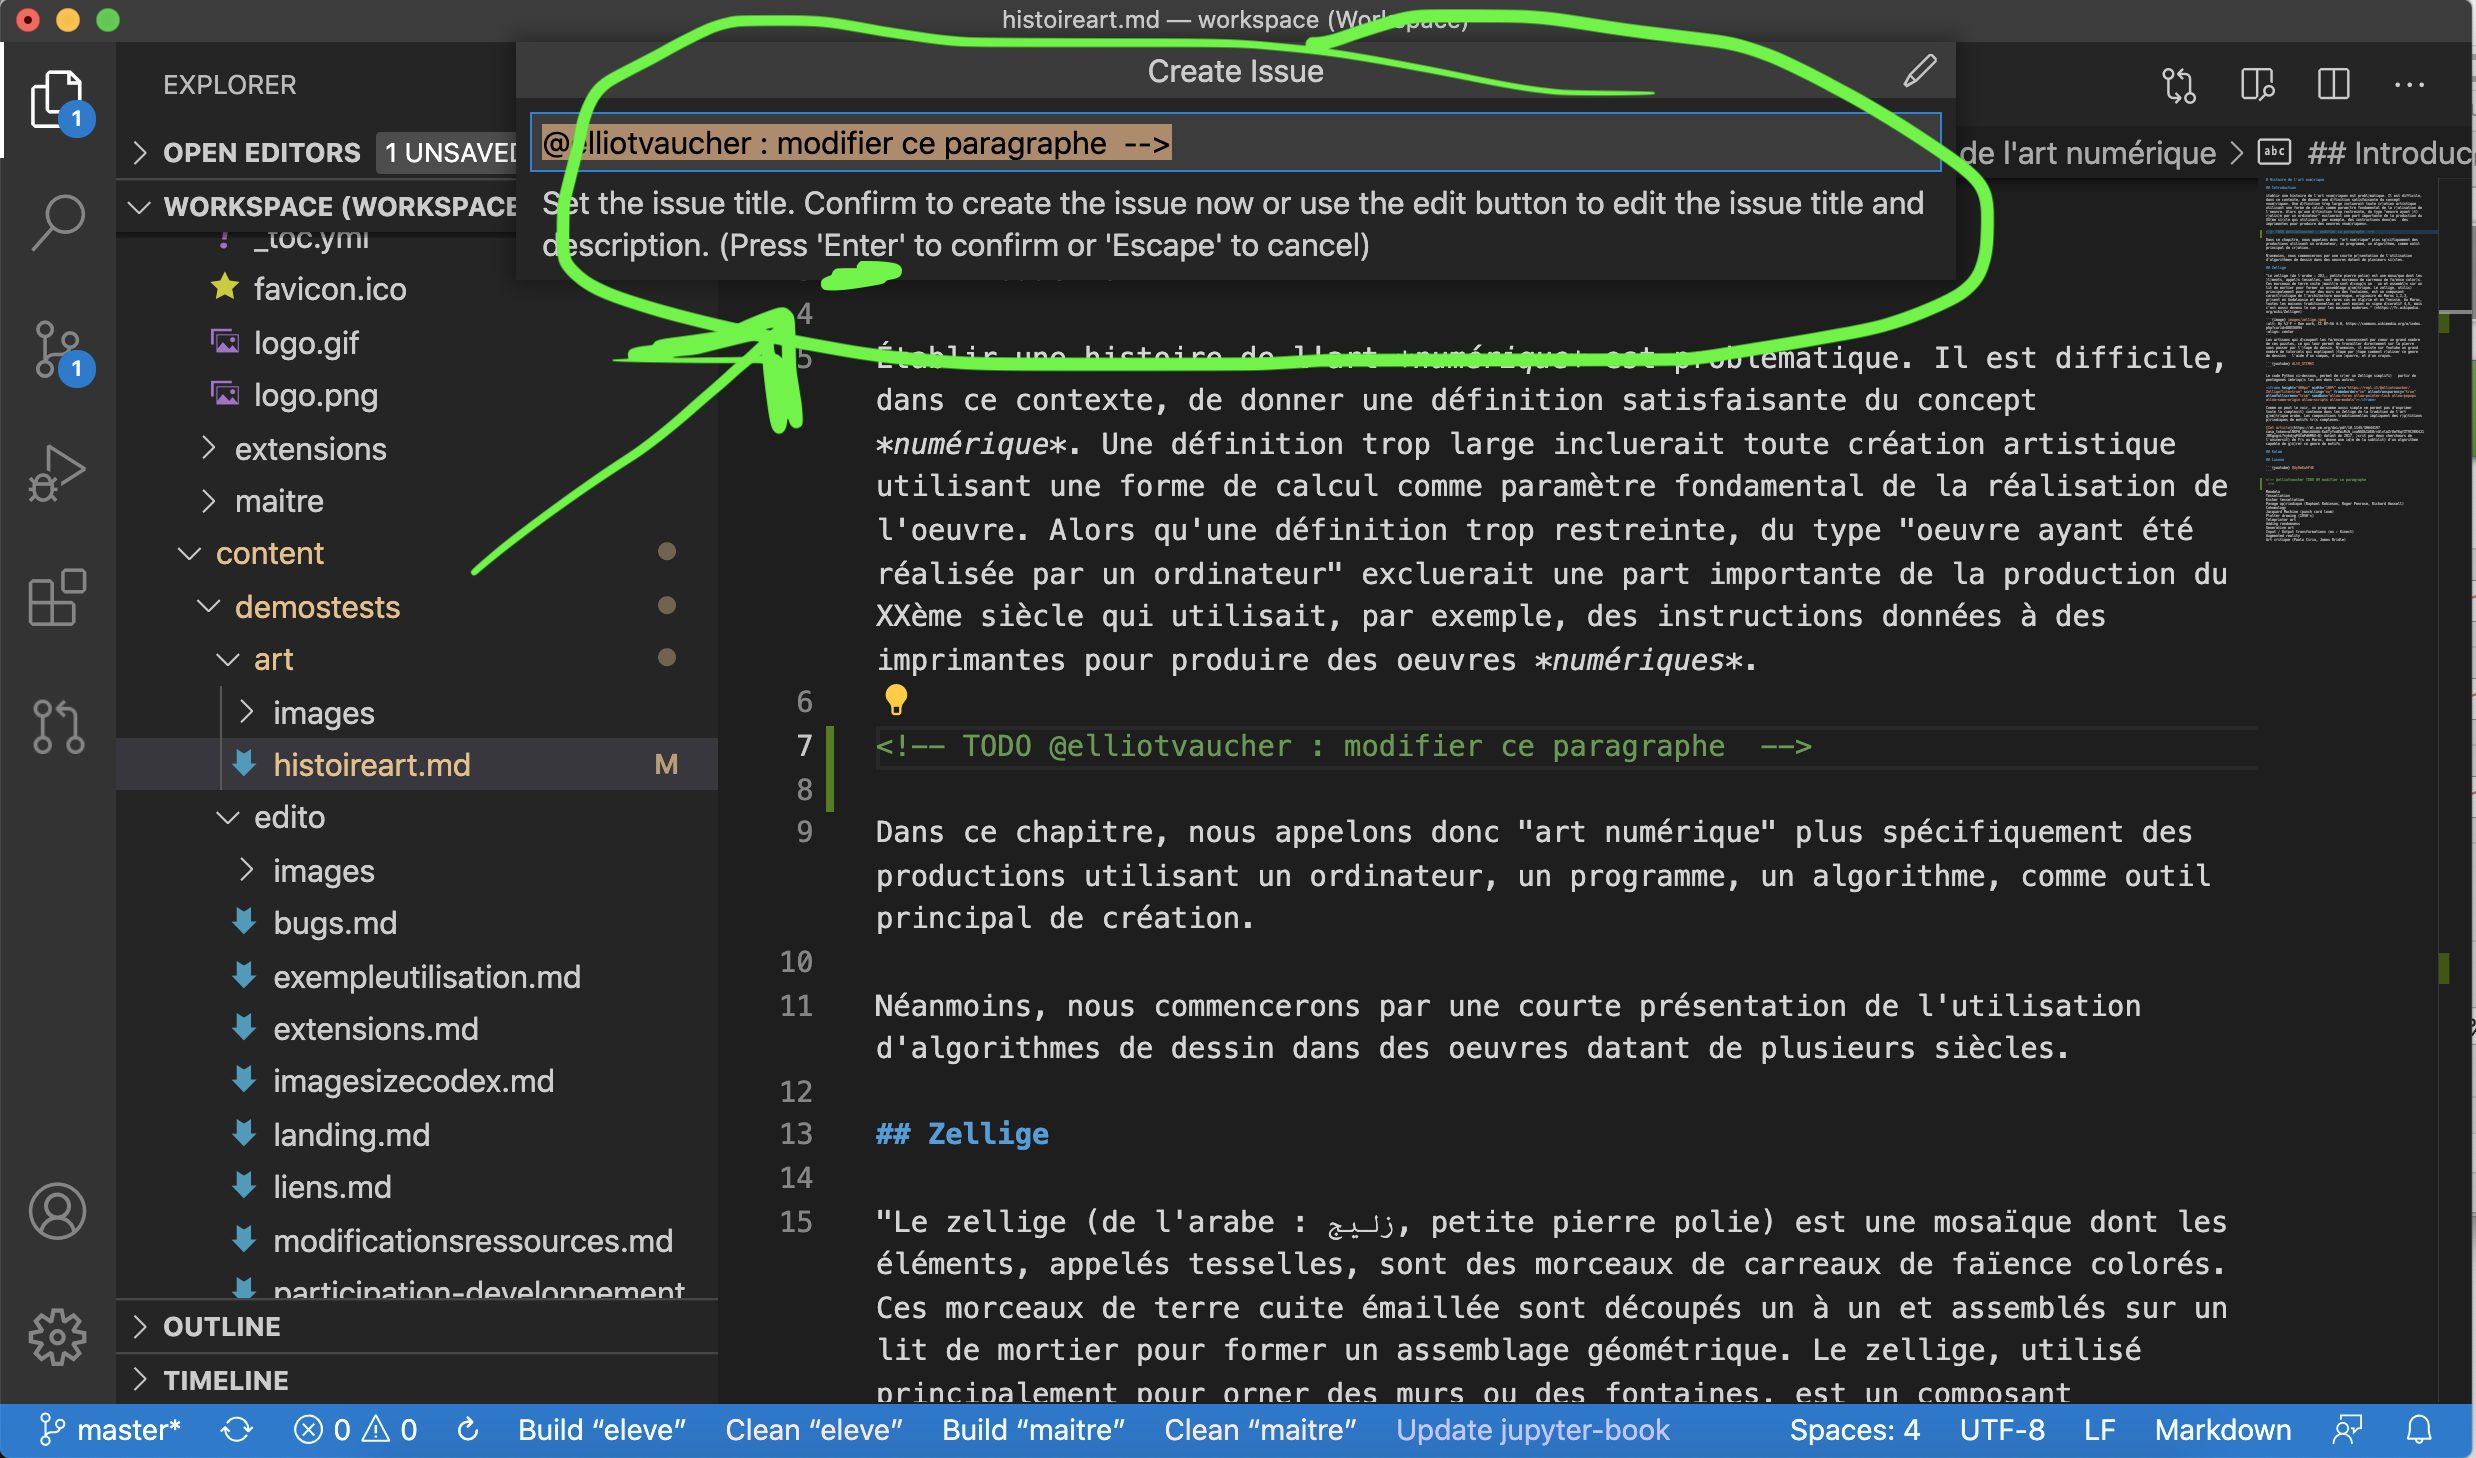 histoireart.md — workspace (Workspace)
EXPLORER
OPEN EDITORS 1 UNSAVED
WORKSPACE (WORKSPACE
_toc.yml
favicon.ico
logo.gif
logo.png
extensions
maitre
content
demostests
art
images
histoireart.md M
edito
images
bugs.md
exempleutilisation.md
extensions.md
imagesizecodex.md
landing.md
liens.md
modificationsressources.md
participation-developpement
OUTLINE
TIMELINE
1
1
Create Issue
@elliotvaucher : modifier ce paragraphe -->
Set the issue title. Confirm to create the issue now or use the edit button to edit the issue title and
description. (Press 'Enter' to confirm or 'Escape' to cancel)
de l'art numérique > abc ## Introduc
4
5 Établir une histoire de l'art *numérique* est problématique. Il est difficile,
dans ce contexte, de donner une définition satisfaisante du concept
*numérique*. Une définition trop large incluerait toute création artistique
utilisant une forme de calcul comme paramètre fondamental de la réalisation de
l'oeuvre. Alors qu'une définition trop restreinte, du type "oeuvre ayant été
réalisée par un ordinateur" excluerait une part importante de la production du
XXème siècle qui utilisait, par exemple, des instructions données à des
imprimantes pour produire des oeuvres *numériques*.
6
7 <!-- TODO @elliotvaucher : modifier ce paragraphe -->
8
9 Dans ce chapitre, nous appelons donc "art numérique" plus spécifiquement des
productions utilisant un ordinateur, un programme, un algorithme, comme outil
principal de création.
10
11 Néanmoins, nous commencerons par une courte présentation de l'utilisation
d'algorithmes de dessin dans des oeuvres datant de plusieurs siècles.
12
13 ## Zellige
14
15 "Le zellige (de l'arabe : زليج, petite pierre polie) est une mosaïque dont les
éléments, appelés tesselles, sont des morceaux de carreaux de faïence colorés.
Ces morceaux de terre cuite émaillée sont découpés un à un et assemblés sur un
lit de mortier pour former un assemblage géométrique. Le zellige, utilisé
principalement pour orner des murs ou des fontaines, est un composant
master* 0 0 Build “eleve” Clean “eleve” Build “maitre” Clean “maitre” Update jupyter-book Spaces: 4 UTF-8 LF Markdown